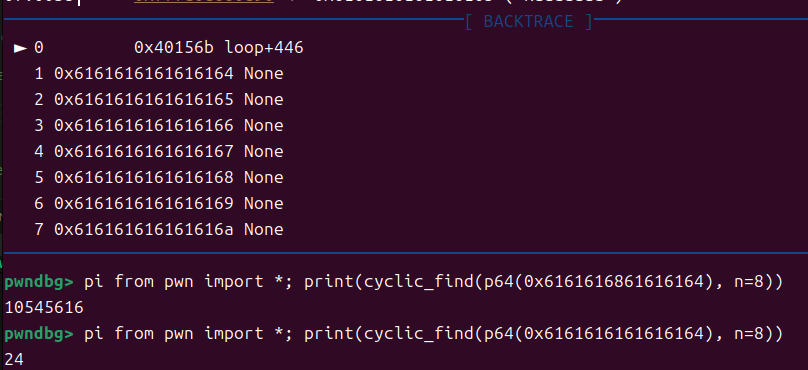 [ BACKTRACE ]
► 0 0x40156b loop+446
1 0x6161616161616164 None
2 0x6161616161616165 None
3 0x6161616161616166 None
4 0x6161616161616167 None
5 0x6161616161616168 None
6 0x6161616161616169 None
7 0x616161616161616a None
pwndbg> pi from pwn import *; print(cyclic_find(p64(0x6161616861616164), n=8))
10545616
pwndbg> pi from pwn import *; print(cyclic_find(p64(0x6161616161616164), n=8))
24